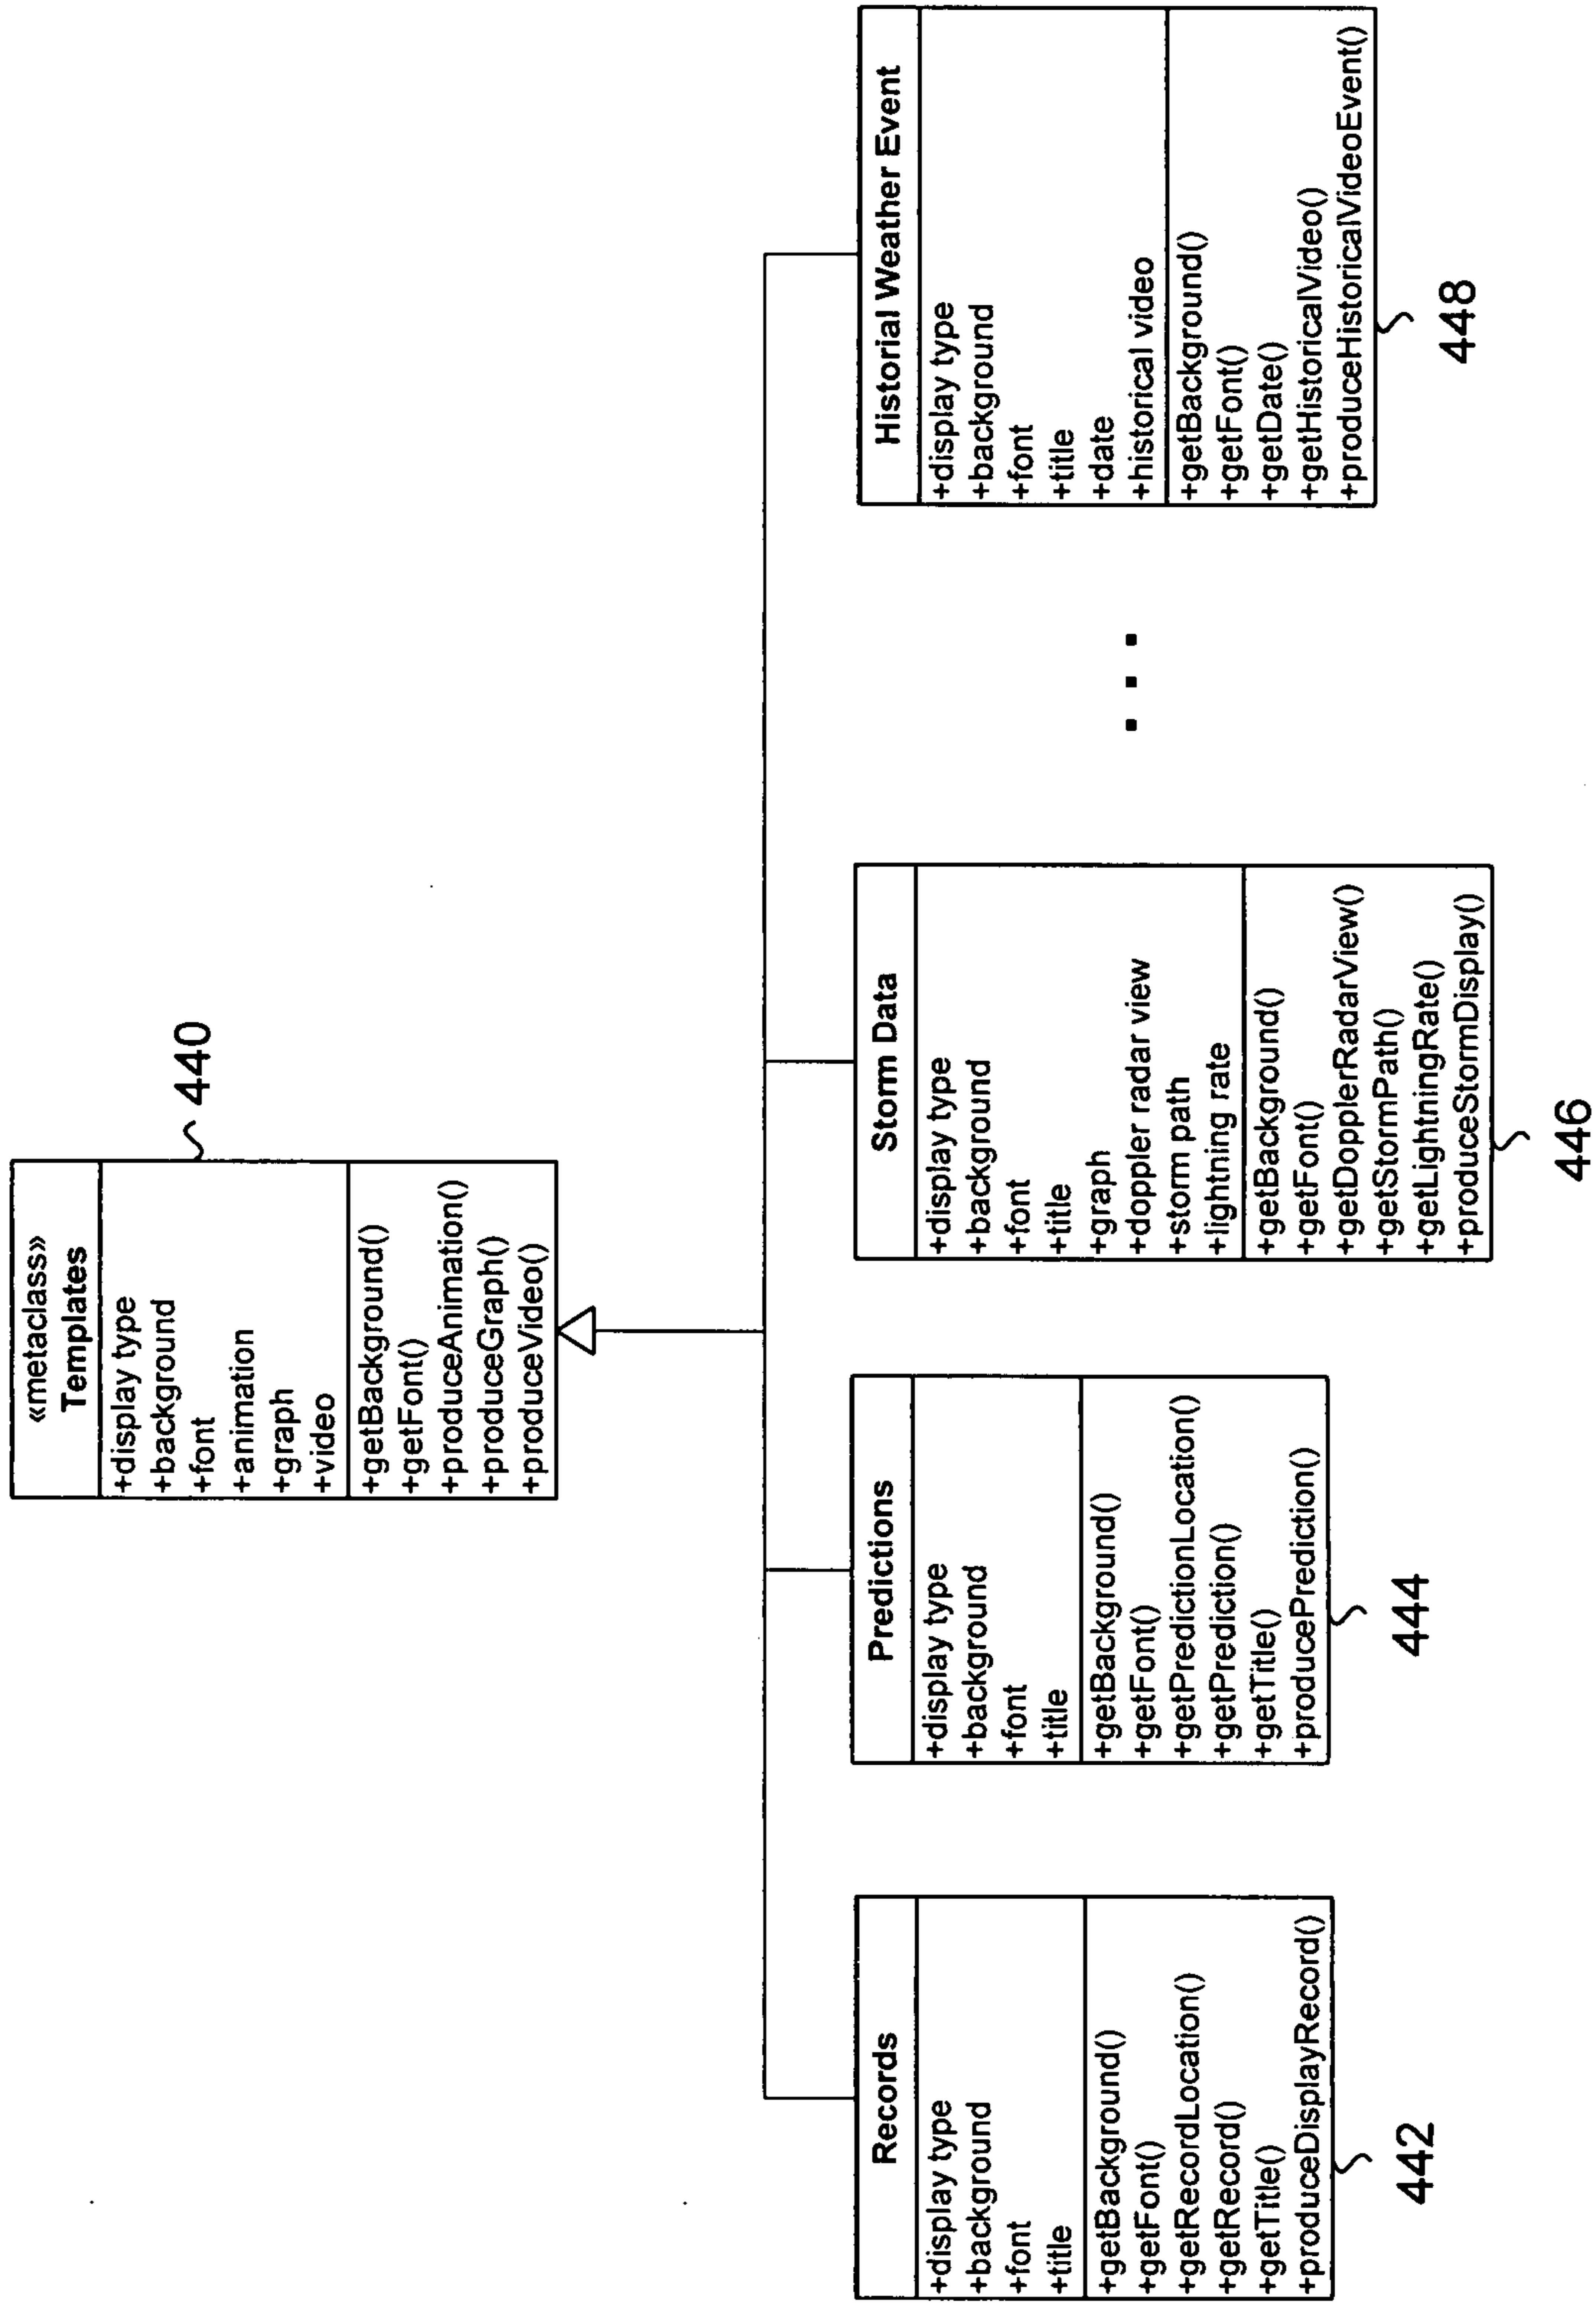 «metaclass»
Templates
+display type
+background
+font
+animation
+graph
+video
+getBackground()
+getFont()
+produceAnimation()
+produceGraph()
+produceVideo()
440
Records
+display type
+background
+font
+title
+getBackground()
+getFont()
+getRecordLocation()
+getRecord()
+getTitle()
+produceDisplayRecord()
442
Predictions
+display type
+background
+font
+title
+getBackground()
+getFont()
+getPredictionLocation()
+getPrediction()
+getTitle()
+producePrediction()
444
Storm Data
+display type
+background
+font
+title
+graph
+doppler radar view
+storm path
+lightning rate
+getBackground()
+getFont()
+getDopplerRadarView()
+getStormPath()
+getLightningRate()
+produceStormDisplay()
446
. . .
Historial Weather Event
+display type
+background
+font
+title
+date
+historical video
+getBackground()
+getFont()
+getDate()
+getHistoricalVideo()
+produceHistoricalVideoEvent()
448